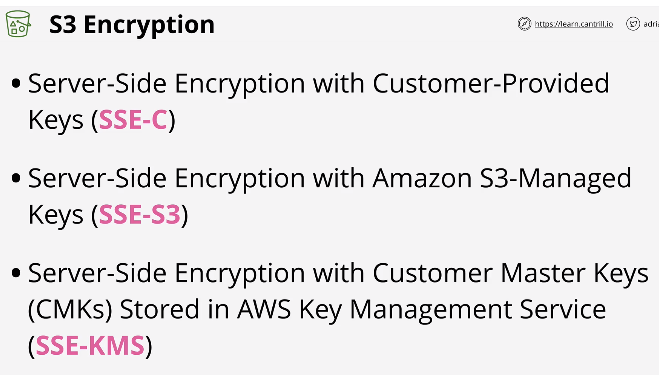 S3 Encryption
https://learn.cantrill.io
adria
• Server-Side Encryption with Customer-Provided
Keys (SSE-C)
• Server-Side Encryption with Amazon S3-Managed
Keys (SSE-S3)
• Server-Side Encryption with Customer Master Keys
(CMKs) Stored in AWS Key Management Service
(SSE-KMS)